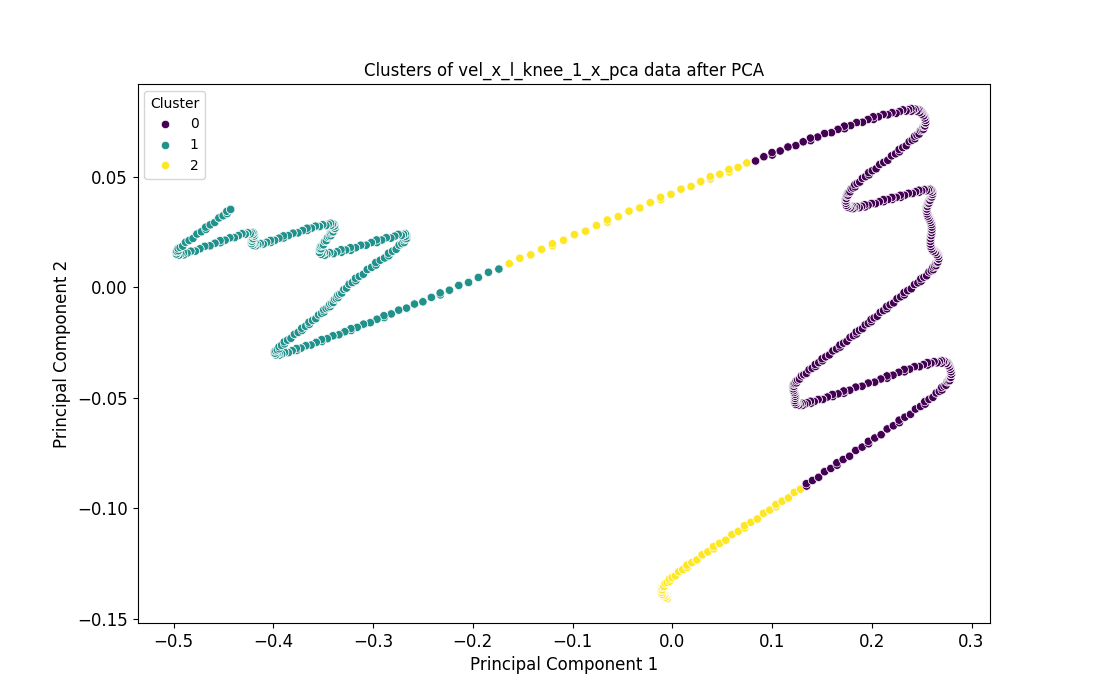 Clusters of vel_x_l_knee_1_x_pca data after PCA
Cluster
0
1
2
0.05
0.00
−0.05
−0.10
−0.15
Principal Component 2
−0.5 −0.4 −0.3 −0.2 −0.1 0.0 0.1 0.2 0.3
Principal Component 1